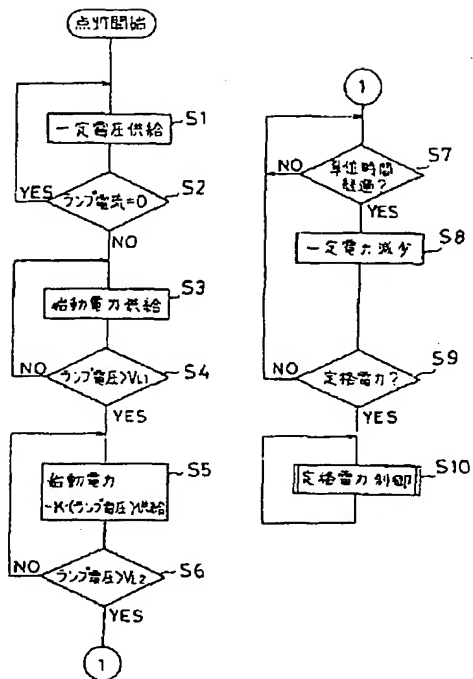 点灯開始
一定電圧供給
S1
ランプ電流=0
S2
YES
NO
始動電力供給
S3
ランプ電圧>VL1
S4
NO
YES
始動電力
-K·(ランプ電圧)供給
S5
ランプ電圧>VL2
S6
NO
YES
1
1
単位時間
経過?
S7
NO
YES
一定電力減少
S8
定格電力?
S9
NO
YES
定格電力制御
S10